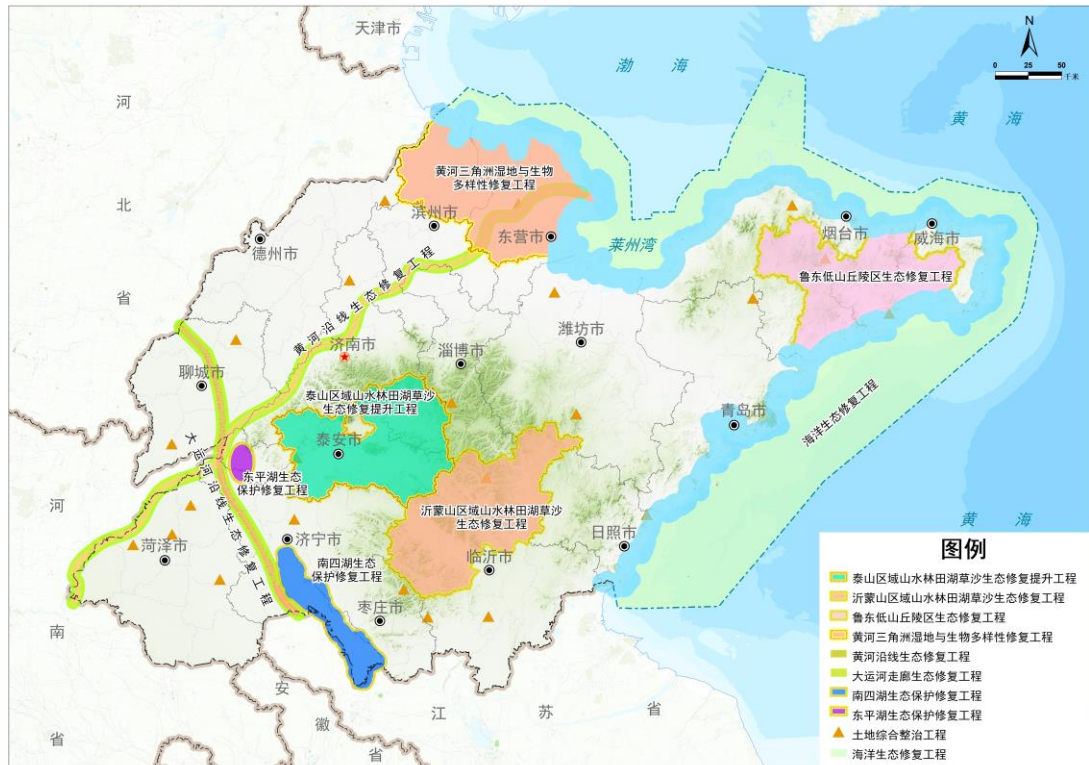 天津市
N
0 25 50
千米
渤 海
黄 海
河
北
省
黄河三角洲湿地与生物
多样性修复工程
滨州市
东营市
莱州湾
烟台市
威海市
德州市
鲁东低山丘陵区生态修复工程
黄河沿线生态修复工程
潍坊市
济南市
淄博市
聊城市
泰山区域山水林田湖草沙
生态修复提升工程
青岛市
海洋生态修复工程
泰安市
大运河沿线生态修复工程
东平湖生态
保护修复工程
沂蒙山区域山水林田湖草沙
生态修复工程
河
黄 海
菏泽市
济宁市
日照市
临沂市
南四湖生态
保护修复工程
枣庄市
南
省
安
徽
省
江 苏 省
图例
泰山区域山水林田湖草沙生态修复提升工程
沂蒙山区域山水林田湖草沙生态修复工程
鲁东低山丘陵区生态修复工程
黄河三角洲湿地与生物多样性修复工程
黄河沿线生态修复工程
大运河走廊生态修复工程
南四湖生态保护修复工程
东平湖生态保护修复工程
土地综合整治工程
海洋生态修复工程